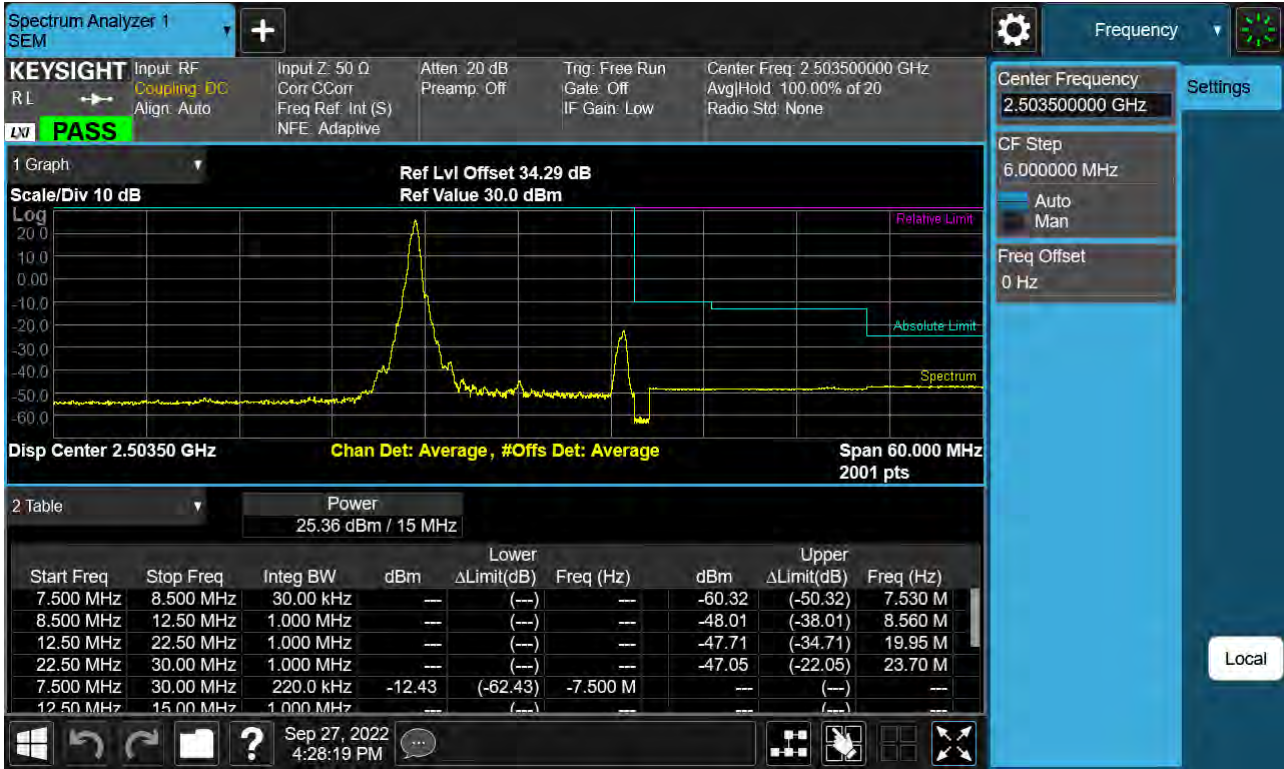 Spectrum Analyzer 1
SEM
Frequency
KEYSIGHT
RL
LXI
PASS
Input: RF
Coupling: DC
Align: Auto
Input Z: 50 Ω
Corr CCorr
Freq Ref: Int (S)
NFE: Adaptive
Atten: 20 dB
Preamp: Off
Trig: Free Run
Gate: Off
IF Gain: Low
Center Freq: 2.503500000 GHz
Avg|Hold: 100.00% of 20
Radio Std: None
Center Frequency
2.503500000 GHz
Settings
CF Step
6.000000 MHz
Auto
Man
Freq Offset
0 Hz
1 Graph
Scale/Div 10 dB
Ref Lvl Offset 34.29 dB
Ref Value 30.0 dBm
Log
20.0
10.0
0.00
-10.0
-20.0
-30.0
-40.0
-50.0
-60.0
Relative Limit
Absolute Limit
Spectrum
Disp Center 2.50350 GHz
Chan Det: Average, #Offs Det: Average
Span 60.000 MHz
2001 pts
2 Table
Power
25.36 dBm / 15 MHz
Lower Upper
Start Freq Stop Freq Integ BW dBm ΔLimit(dB) Freq (Hz) dBm ΔLimit(dB) Freq (Hz)
7.500 MHz 8.500 MHz 30.00 kHz --- (---) --- -60.32 (-50.32) 7.530 M
8.500 MHz 12.50 MHz 1.000 MHz --- (---) --- -48.01 (-38.01) 8.560 M
12.50 MHz 22.50 MHz 1.000 MHz --- (---) --- -47.71 (-34.71) 19.95 M
22.50 MHz 30.00 MHz 1.000 MHz --- (---) --- -47.05 (-22.05) 23.70 M
7.500 MHz 30.00 MHz 220.0 kHz -12.43 (-62.43) -7.500 M --- (---) ---
12.50 MHz 15.00 MHz 1.000 MHz --- (---) --- --- (---) ---
Local
?
Sep 27, 2022
4:28:19 PM